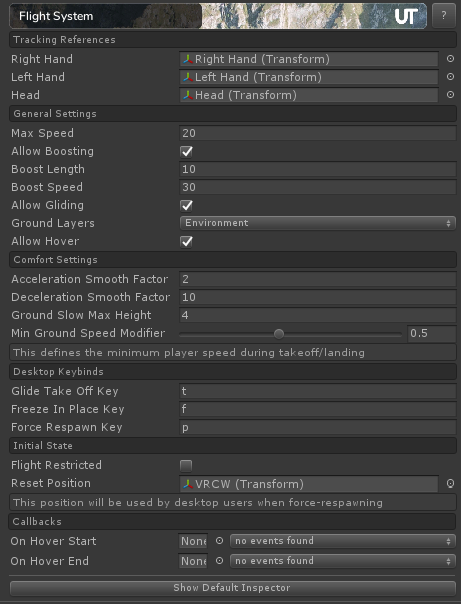 Flight System UT ?
Tracking References
Right Hand Right Hand (Transform)
Left Hand Left Hand (Transform)
Head Head (Transform)
General Settings
Max Speed 20
Allow Boosting
Boost Length 10
Boost Speed 30
Allow Gliding
Ground Layers Environment
Allow Hover
Comfort Settings
Acceleration Smooth Factor 2
Deceleration Smooth Factor 10
Ground Slow Max Height 4
Min Ground Speed Modifier 0.5
This defines the minimum player speed during takeoff/landing
Desktop Keybinds
Glide Take Off Key t
Freeze In Place Key f
Force Respawn Key p
Initial State
Flight Restricted
Reset Position VRCW (Transform)
This position will be used by desktop users when force-respawning
Callbacks
On Hover Start None no events found
On Hover End None no events found
Show Default Inspector